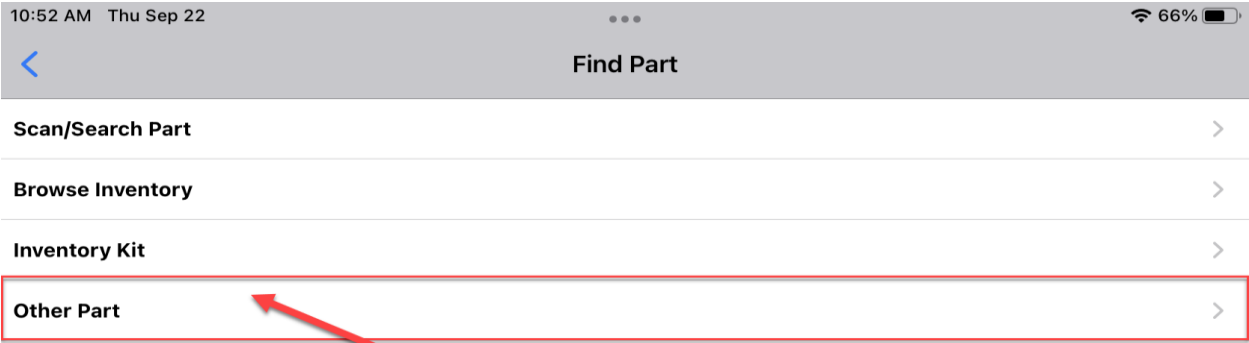 10:52 AM Thu Sep 22 66%
Find Part
Scan/Search Part
Browse Inventory
Inventory Kit
Other Part